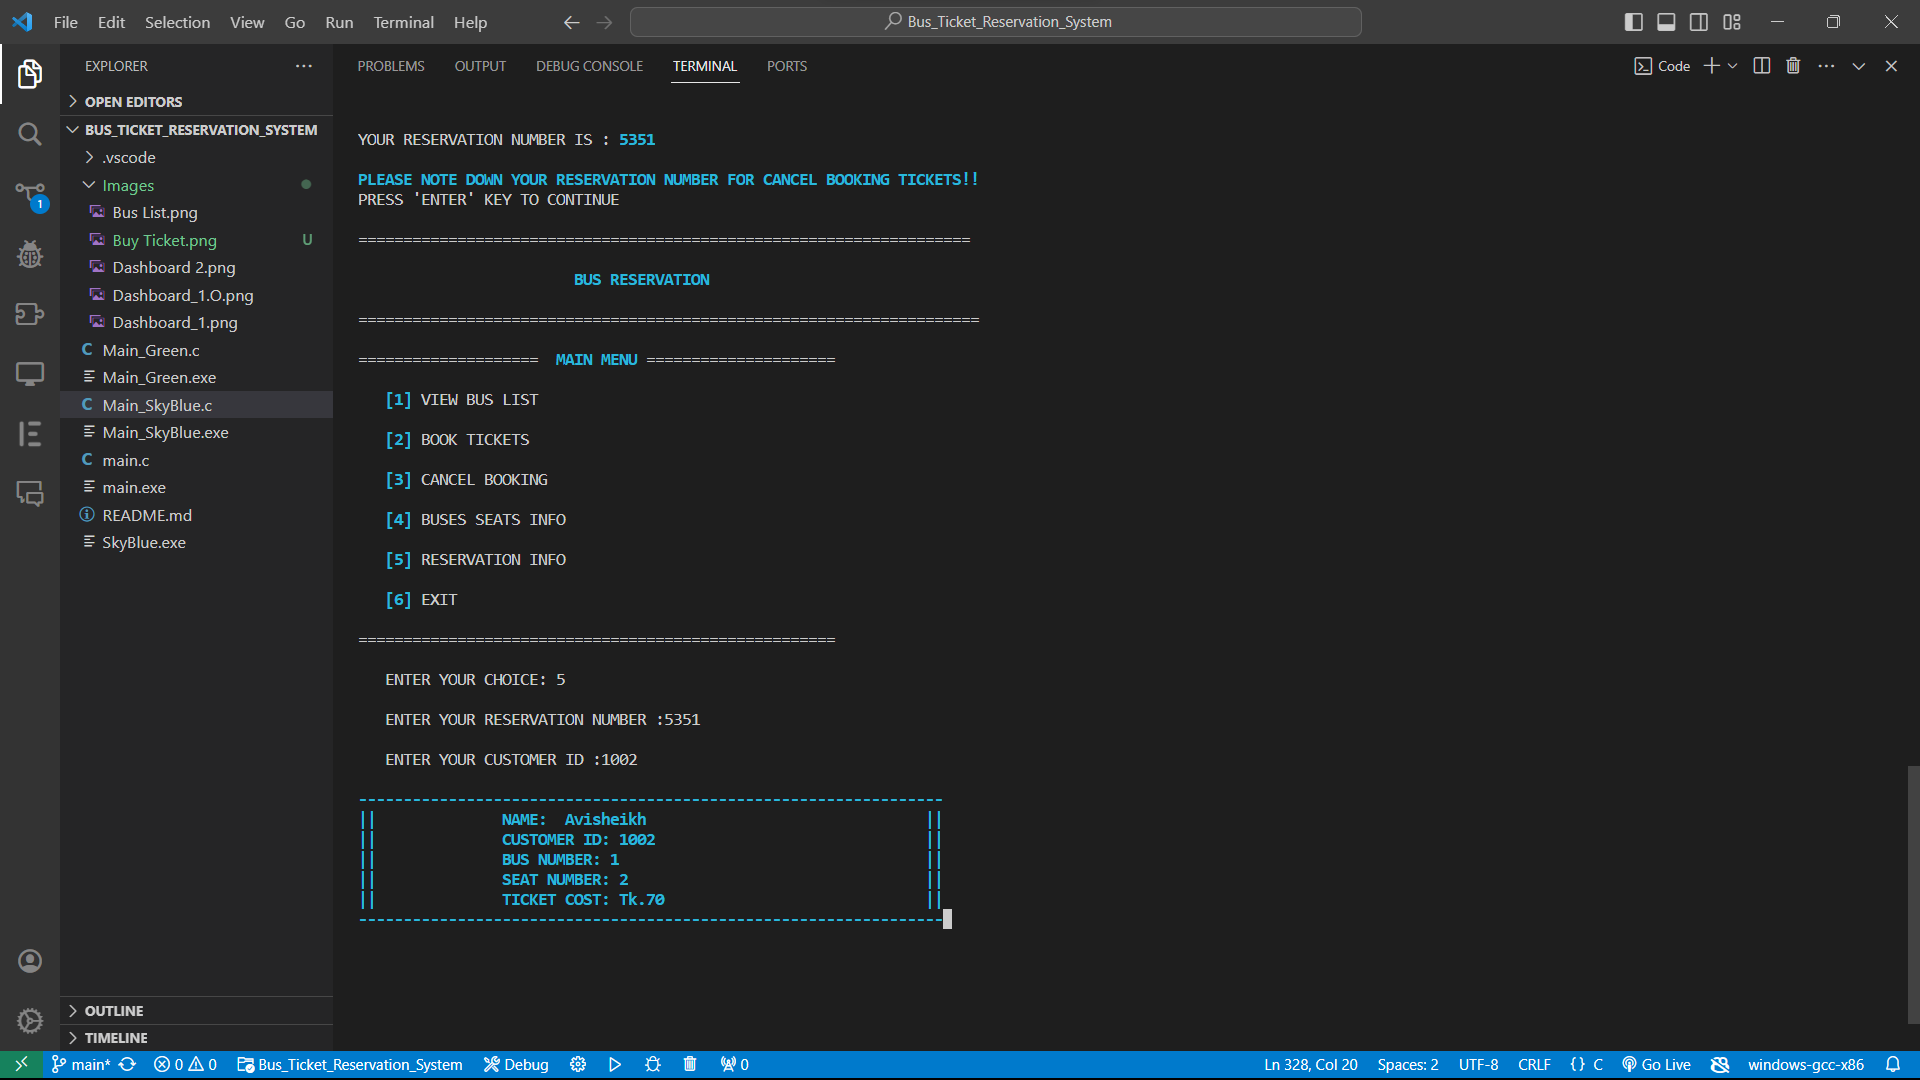 File Edit Selection View Go Run Terminal Help
Bus_Ticket_Reservation_System
EXPLORER
OPEN EDITORS
BUS_TICKET_RESERVATION_SYSTEM
.vscode
Images
Bus List.png
Buy Ticket.png U
Dashboard 2.png
Dashboard_1.O.png
Dashboard_1.png
C Main_Green.c
Main_Green.exe
C Main_SkyBlue.c
Main_SkyBlue.exe
C main.c
main.exe
README.md
SkyBlue.exe
OUTLINE
TIMELINE
1
PROBLEMS OUTPUT DEBUG CONSOLE TERMINAL PORTS
Code
YOUR RESERVATION NUMBER IS : 5351
PLEASE NOTE DOWN YOUR RESERVATION NUMBER FOR CANCEL BOOKING TICKETS!!
PRESS 'ENTER' KEY TO CONTINUE
====================================================================
BUS RESERVATION
=====================================================================
==================== MAIN MENU =====================
[1] VIEW BUS LIST
[2] BOOK TICKETS
[3] CANCEL BOOKING
[4] BUSES SEATS INFO
[5] RESERVATION INFO
[6] EXIT
=====================================================
ENTER YOUR CHOICE: 5
ENTER YOUR RESERVATION NUMBER :5351
ENTER YOUR CUSTOMER ID :1002
-----------------------------------------------------------------
|| NAME: Avisheikh ||
|| CUSTOMER ID: 1002 ||
|| BUS NUMBER: 1 ||
|| SEAT NUMBER: 2 ||
|| TICKET COST: Tk.70 ||
-----------------------------------------------------------------
main* 0 0 Bus_Ticket_Reservation_System Debug 0 Ln 328, Col 20 Spaces: 2 UTF-8 CRLF {} C Go Live windows-gcc-x86